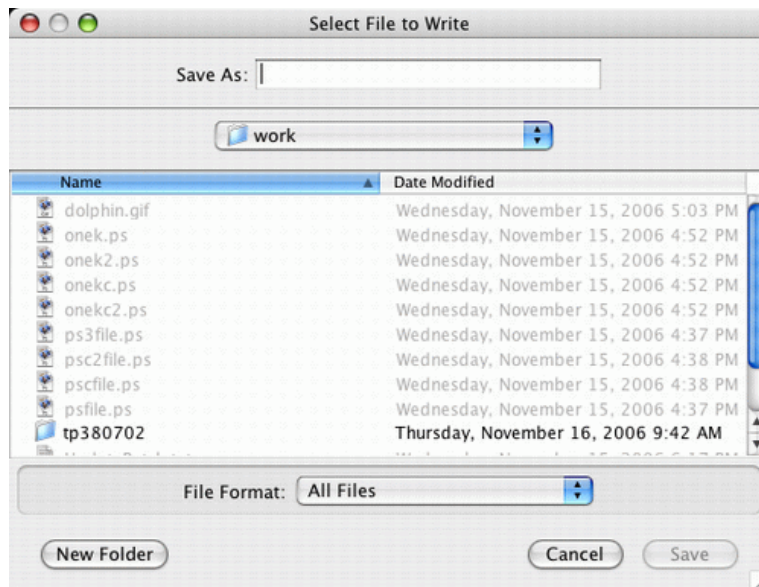 Select File to Write
Save As:
work
Name Date Modified
dolphin.gif Wednesday, November 15, 2006 5:03 PM
onek.ps Wednesday, November 15, 2006 4:52 PM
onek2.ps Wednesday, November 15, 2006 4:52 PM
onekc.ps Wednesday, November 15, 2006 4:52 PM
onekc2.ps Wednesday, November 15, 2006 4:52 PM
ps3file.ps Wednesday, November 15, 2006 4:37 PM
psc2file.ps Wednesday, November 15, 2006 4:38 PM
pscfile.ps Wednesday, November 15, 2006 4:38 PM
psfile.ps Wednesday, November 15, 2006 4:37 PM
tp380702 Thursday, November 16, 2006 9:42 AM
File Format: All Files
New Folder Cancel Save